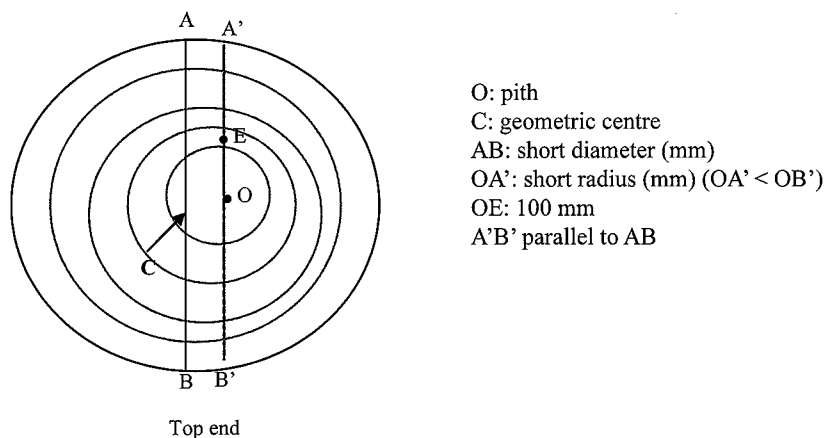 A
A'
E
O
C
B
B'
Top end
O: pith
C: geometric centre
AB: short diameter (mm)
OA': short radius (mm) (OA' < OB')
OE: 100 mm
A'B' parallel to AB